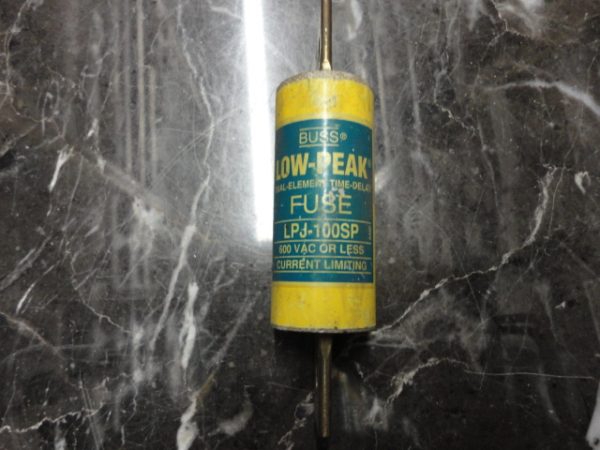 BUSS®
LOW-PEAK®
DUAL-ELEMENT TIME-DELAY
FUSE
LPJ-100SP
600 VAC OR LESS
CURRENT LIMITING